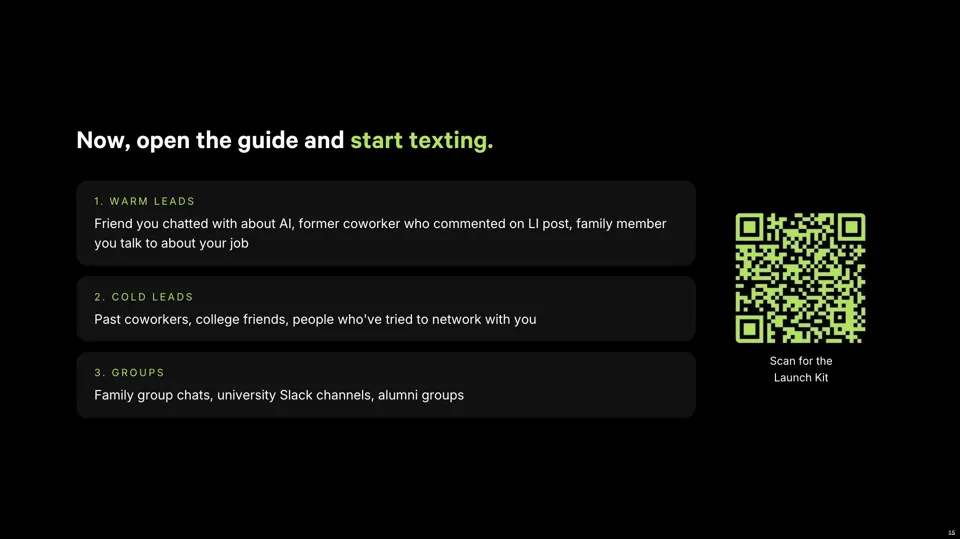 Now, open the guide and start texting.
1. WARM LEADS
Friend you chatted with about AI, former coworker who commented on LI post, family member
you talk to about your job
2. COLD LEADS
Past coworkers, college friends, people who've tried to network with you
3. GROUPS
Family group chats, university Slack channels, alumni groups
Scan for the
Launch Kit
15